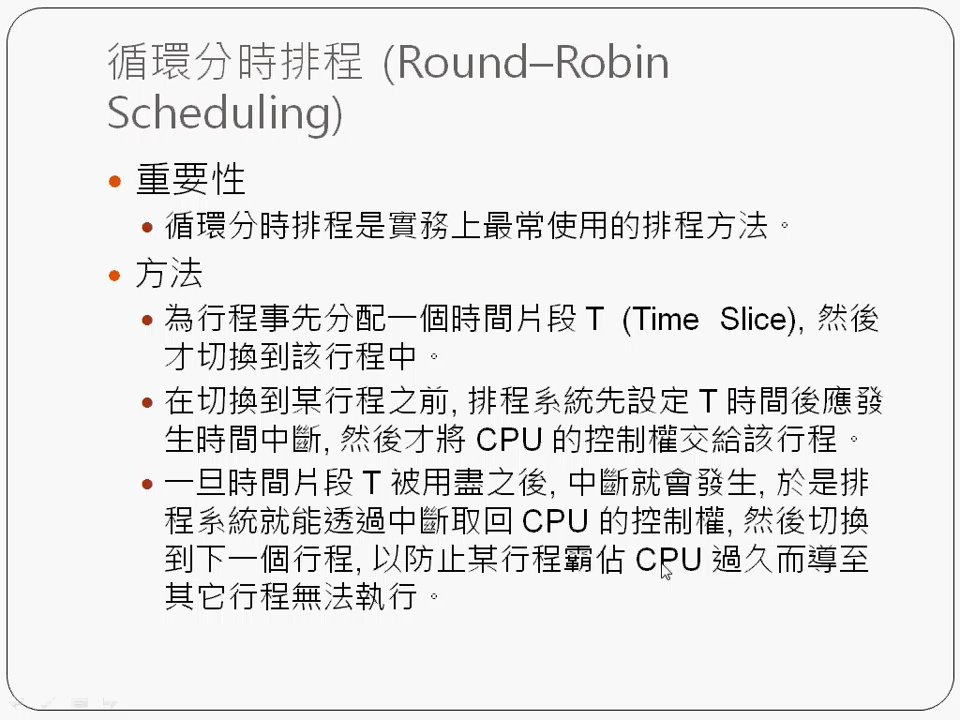 循環分時排程 (Round–Robin
Scheduling)
重要性
循環分時排程是實務上最常使用的排程方法。
方法
為行程事先分配一個時間片段 T (Time Slice), 然後
才切換到該行程中。
在切換到某行程之前, 排程系統先設定 T 時間後應發
生時間中斷, 然後才將 CPU 的控制權交給該行程。
一旦時間片段 T 被用盡之後, 中斷就會發生, 於是排
程系統就能透過中斷取回 CPU 的控制權, 然後切換
到下一個行程, 以防止某行程霸佔 CPU 過久而導至
其它行程無法執行。